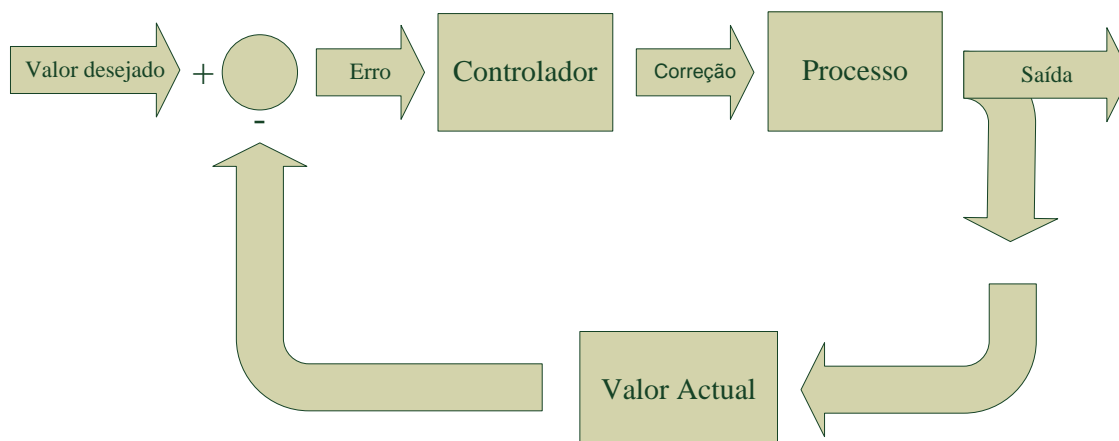 Valor desejado
+
-
Erro
Controlador
Correção
Processo
Saída
Valor Actual